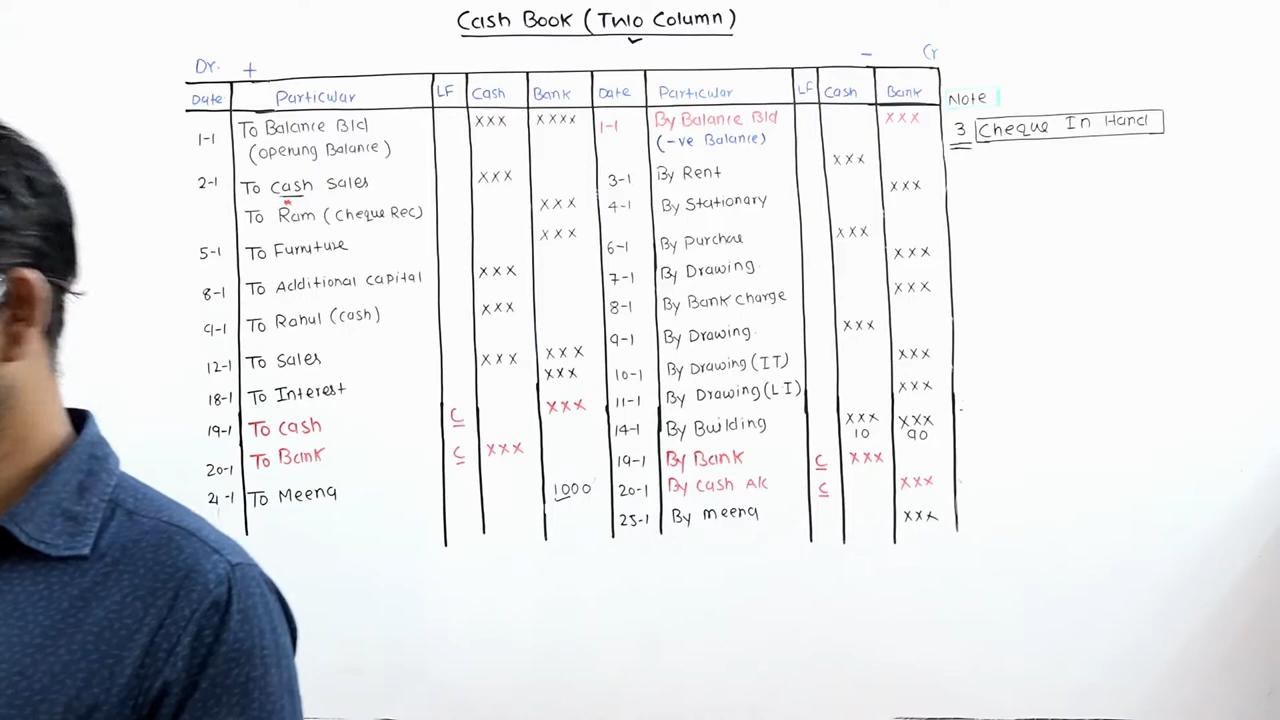 Cash Book (Two Column)
Dr. + - Cr
Date Particular LF Cash Bank Date Particular LF Cash Bank
Note
3 Cheque In Hand
1-1 To Balance Bld xxx xxxx 1-1 By Balance Bld xxx
(opening Balance) (-ve Balance)
2-1 To cash sales xxx 3-1 By Rent xxx
To Ram (Cheque Rec) xxx 4-1 By Stationary xxx
5-1 To Furniture xxx 6-1 By Purchae xxx
8-1 To Additional capital xxx 7-1 By Drawing xxx
9-1 To Rahul (cash) xxx 8-1 By Bank charge xxx
12-1 To Sales xxx xxx 9-1 By Drawing xxx
18-1 To Interest xxx 10-1 By Drawing (IT) xxx
19-1 To cash C xxx 11-1 By Drawing (LI) xxx
20-1 To Bank C xxx 14-1 By Building xxx xxx
10 90
21-1 To Meena 1000 19-1 By Bank C xxx
20-1 By cash A/c C xxx
25-1 By meena xxx